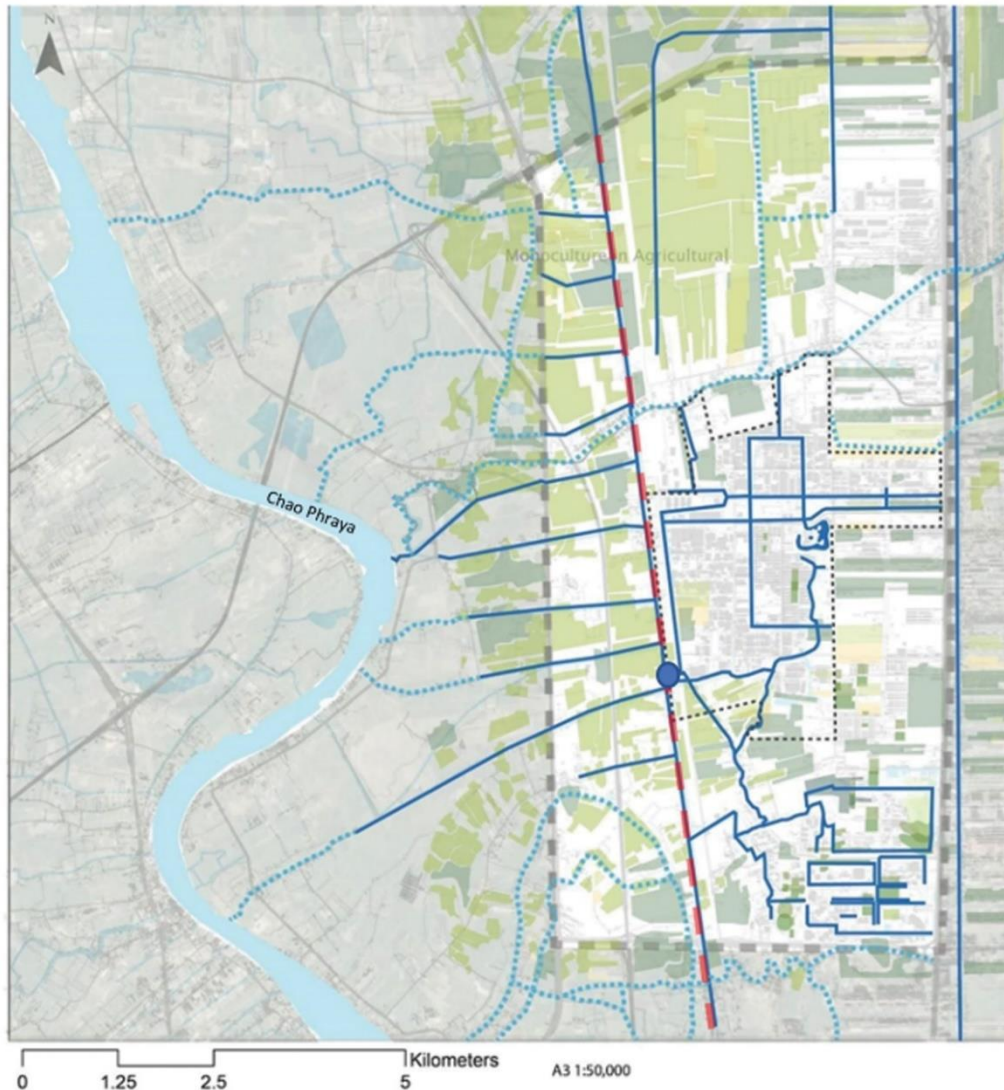 N
Monoculture in Agricultural
Chao Phraya
Kilometers
0 1.25 2.5 5
A3 1:50,000